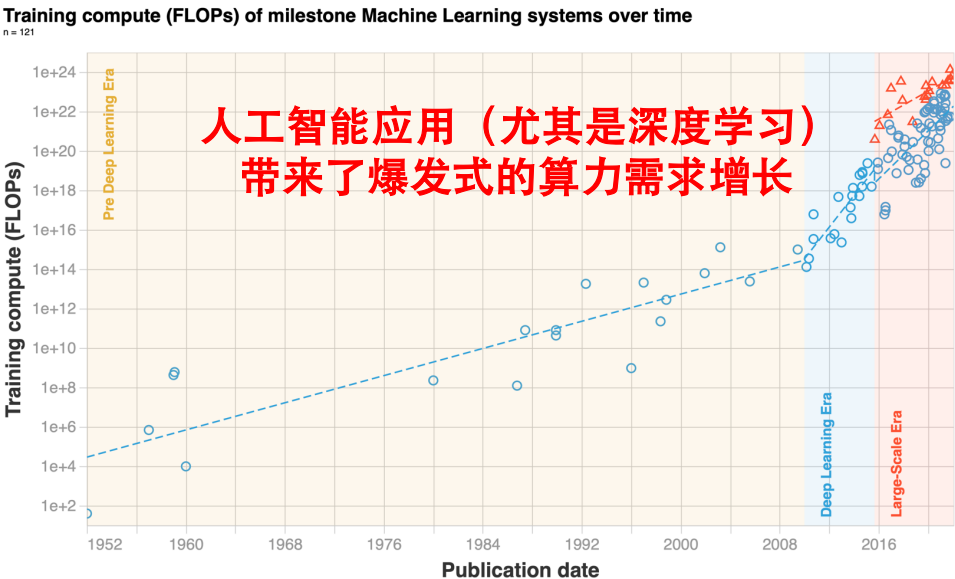 Training compute (FLOPs) of milestone Machine Learning systems over time
n = 121
人工智能应用（尤其是深度学习）
带来了爆发式的算力需求增长
Training compute (FLOPs)
1e+24
1e+22
1e+20
1e+18
1e+16
1e+14
1e+12
1e+10
1e+8
1e+6
1e+4
1e+2
Pre Deep Learning Era
Deep Learning Era
Large-Scale Era
1952 1960 1968 1976 1984 1992 2000 2008 2016
Publication date